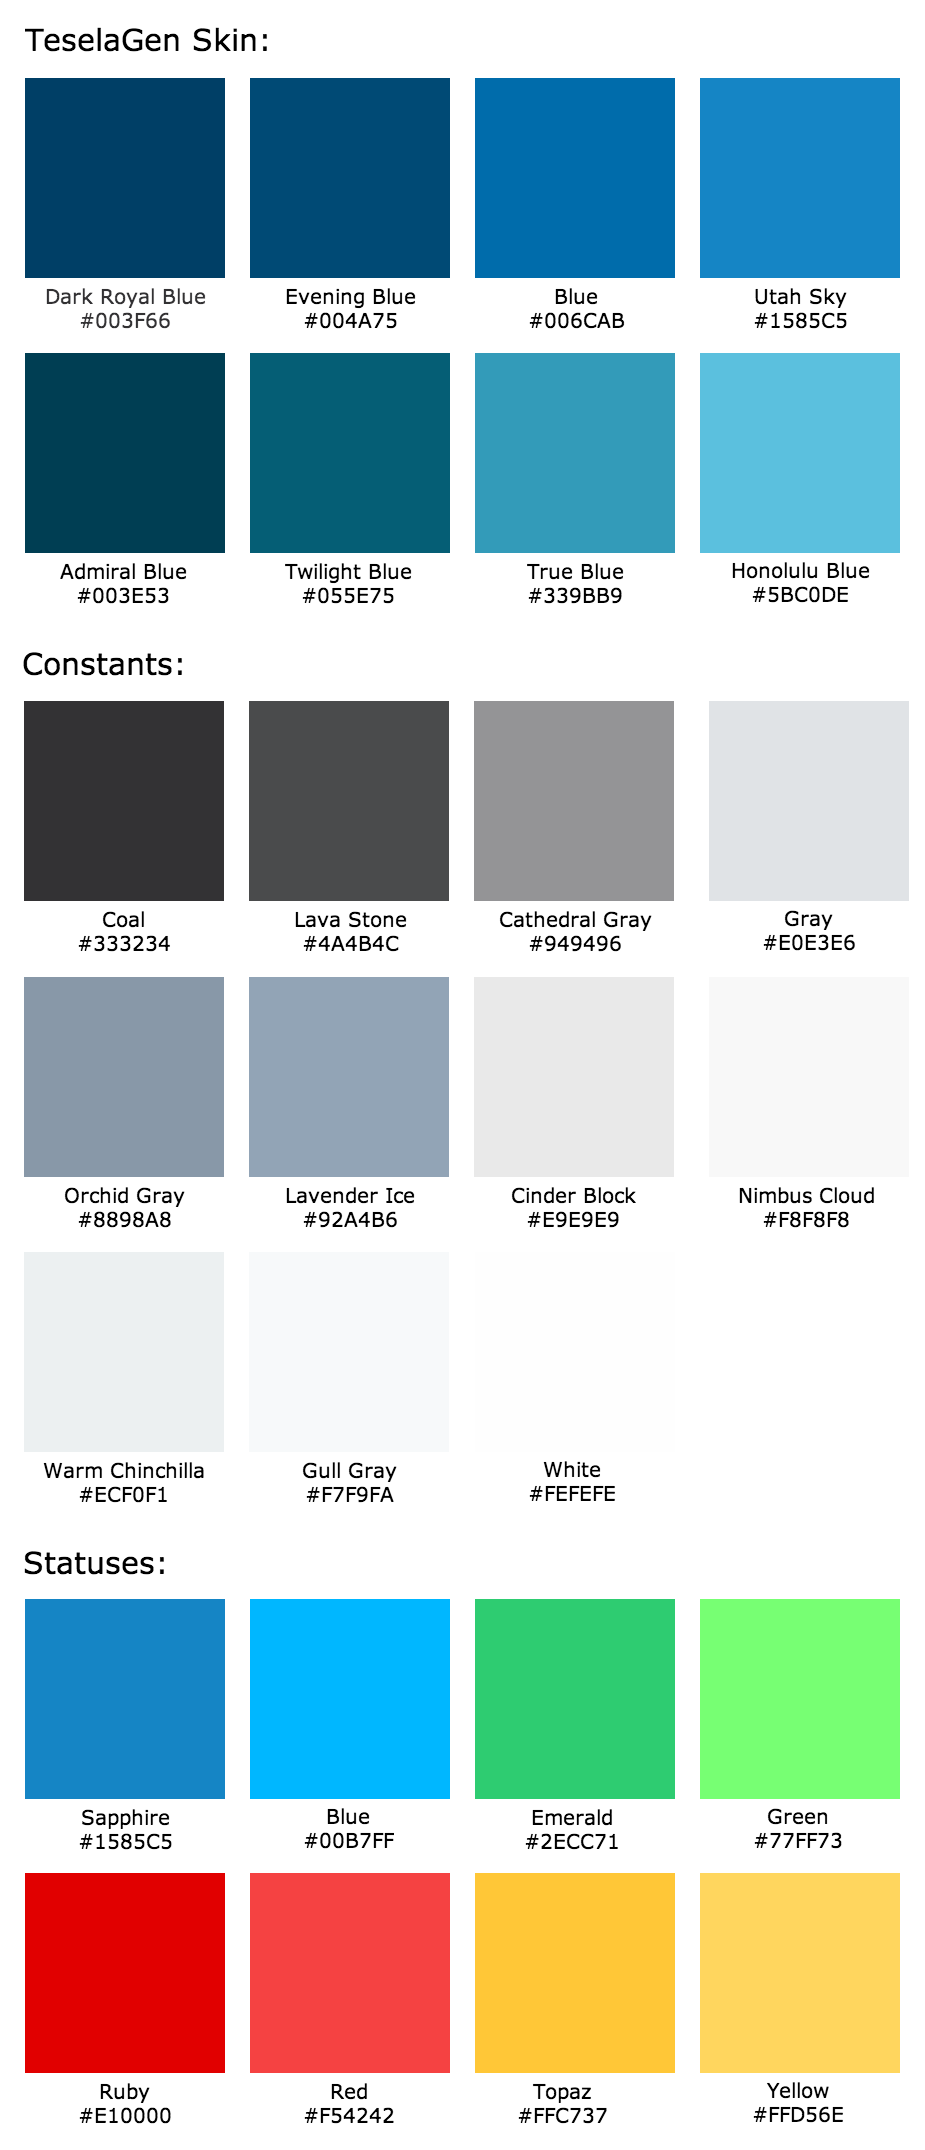 TeselaGen Skin:
Dark Royal Blue
#003F66
Evening Blue
#004A75
Blue
#006CAB
Utah Sky
#1585C5
Admiral Blue
#003E53
Twilight Blue
#055E75
True Blue
#339BB9
Honolulu Blue
#5BC0DE
Constants:
Coal
#333234
Lava Stone
#4A4B4C
Cathedral Gray
#949496
Gray
#E0E3E6
Orchid Gray
#8898A8
Lavender Ice
#92A4B6
Cinder Block
#E9E9E9
Nimbus Cloud
#F8F8F8
Warm Chinchilla
#ECF0F1
Gull Gray
#F7F9FA
White
#FEFEFE
Statuses:
Sapphire
#1585C5
Blue
#00B7FF
Emerald
#2ECC71
Green
#77FF73
Ruby
#E10000
Red
#F54242
Topaz
#FFC737
Yellow
#FFD56E